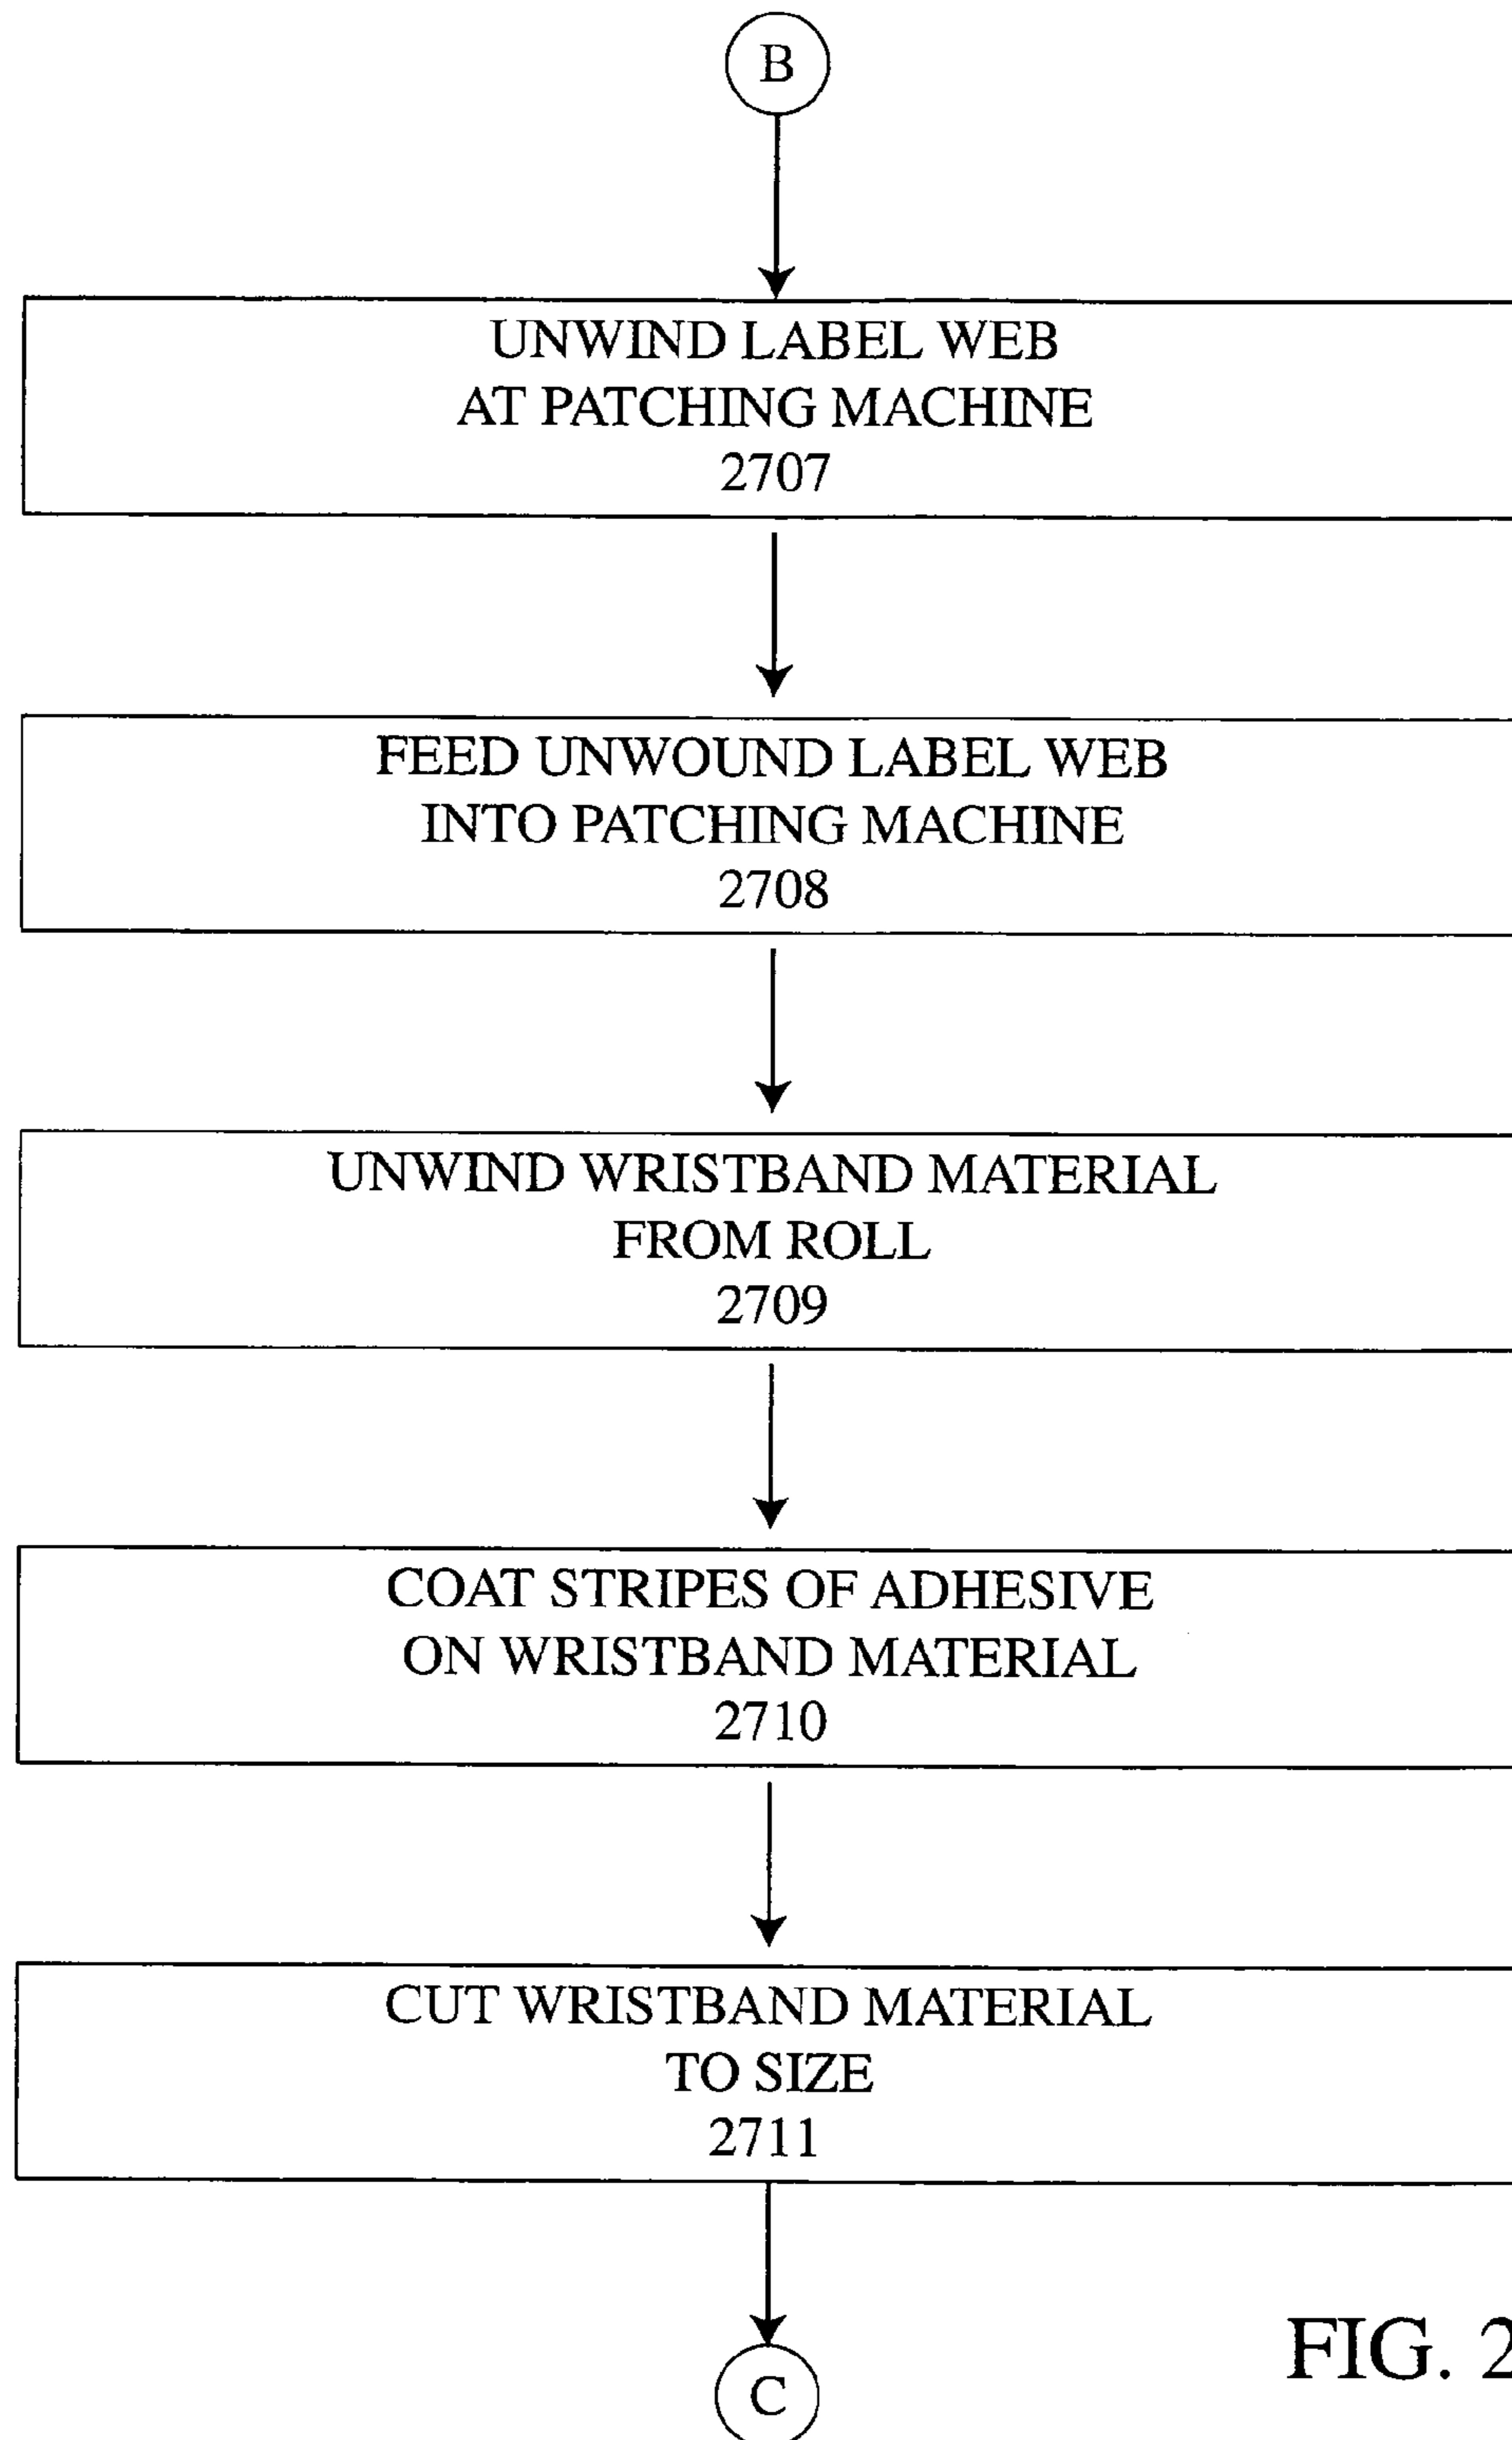 B
UNWIND LABEL WEB
AT PATCHING MACHINE
2707
FEED UNWOUND LABEL WEB
INTO PATCHING MACHINE
2708
UNWIND WRISTBAND MATERIAL
FROM ROLL
2709
COAT STRIPES OF ADHESIVE
ON WRISTBAND MATERIAL
2710
CUT WRISTBAND MATERIAL
TO SIZE
2711
FIG. 2
C